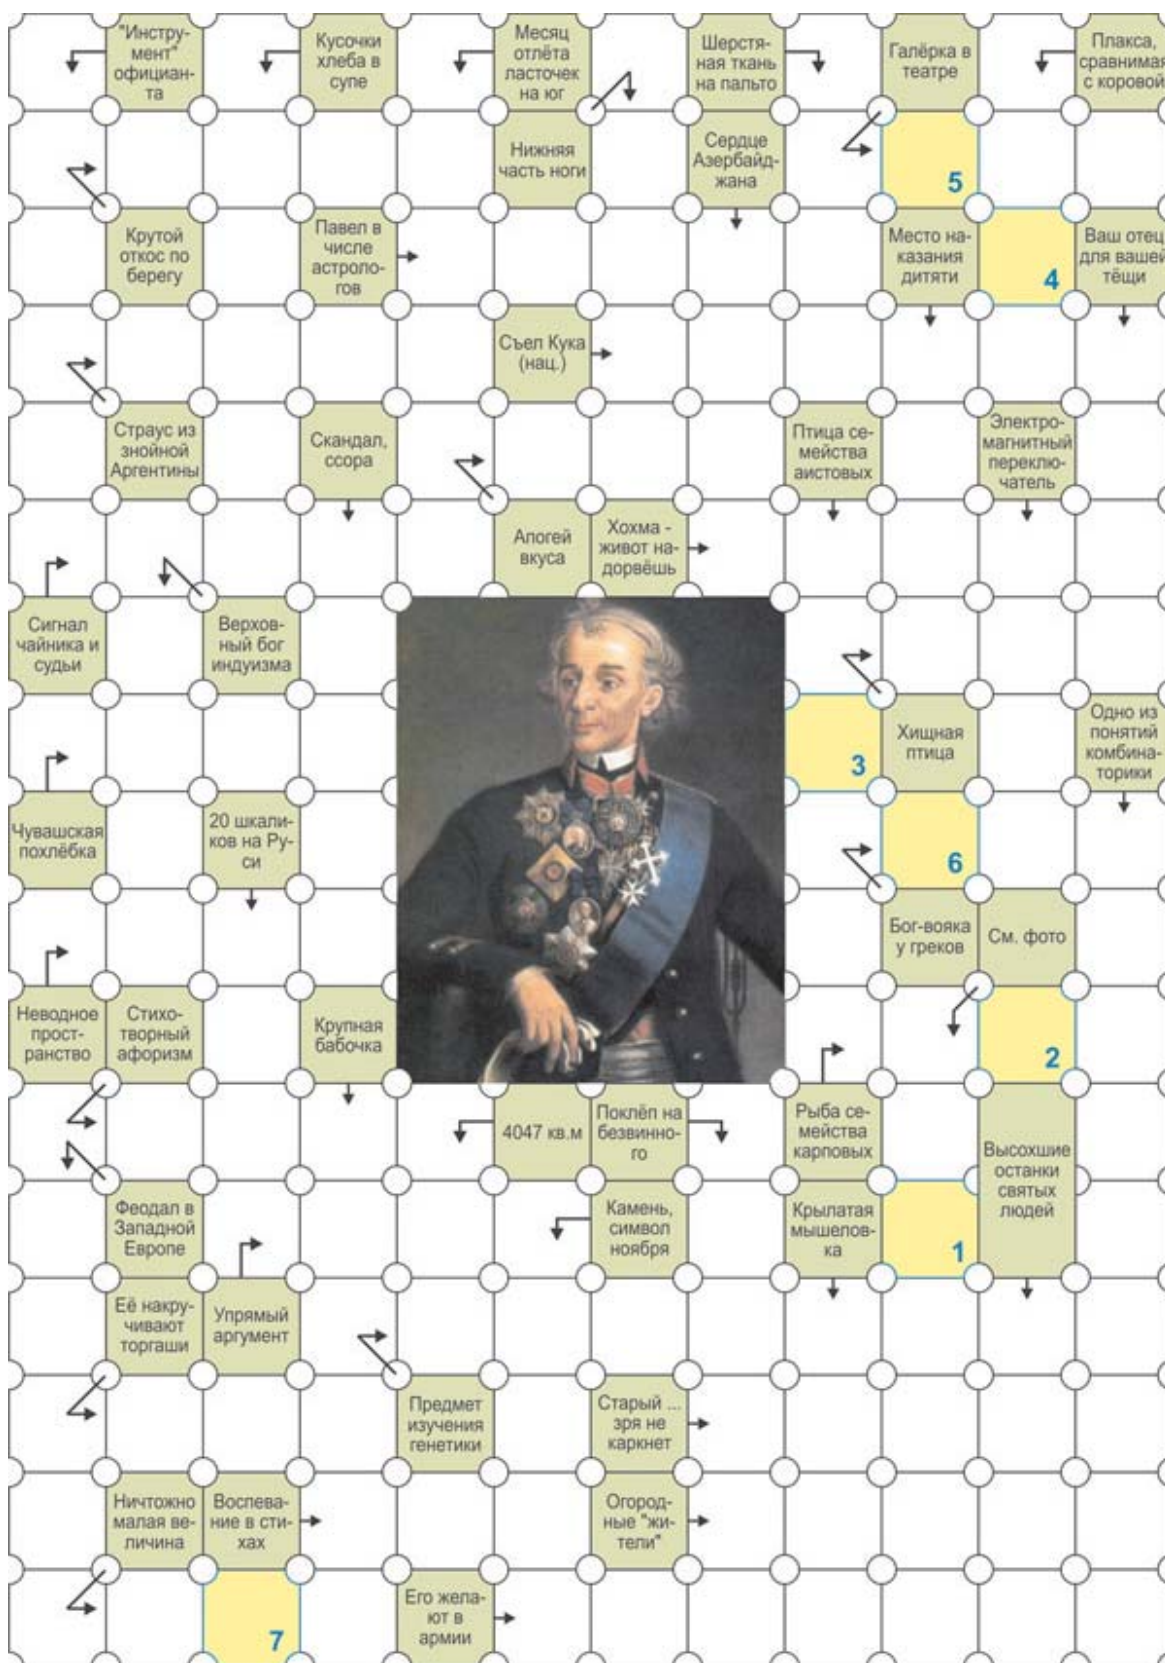 "Инстру-
мент"
официан-
та
Кусочки
хлеба в
супе
Месяц
отлёта
ласточек
на юг
Шерстя-
ная ткань
на пальто
Галёрка в
театре
Плакса,
сравнимая
с коровой
Нижняя
часть ноги
Сердце
Азербайд-
жана
5
Крутой
откос по
берегу
Павел в
числе
астроло-
гов
Место на-
казания
дитяти
4
Ваш отец
для вашей
тёщи
Съел Кука
(нац.)
Страус из
знойной
Аргентины
Скандал,
ссора
Птица се-
мейства
аистовых
Электро-
магнитный
переклю-
чатель
Апогей
вкуса
Хохма -
живот на-
дорвёшь
Сигнал
чайника и
судьи
Верхов-
ный бог
индуизма
3
Хищная
птица
Одно из
понятий
комбина-
торики
Чувашская
похлёбка
20 шкали-
ков на Ру-
си
6
Бог-вояка
у греков
См. фото
Неводное
прост-
ранство
Стихо-
творный
афоризм
Крупная
бабочка
2
4047 кв.м
Поклёп на
безвинно-
го
Рыба се-
мейства
карповых
Высохшие
останки
святых
людей
Феодал в
Западной
Европе
Камень,
символ
ноября
Крылатая
мышелов-
ка
1
Её накру-
чивают
торгаши
Упрямый
аргумент
Предмет
изучения
генетики
Старый ...
зря не
каркнет
Ничтожно
малая ве-
личина
Воспева-
ние в сти-
хах
Огород-
ные "жи-
тели"
7
Его жела-
ют в
армии